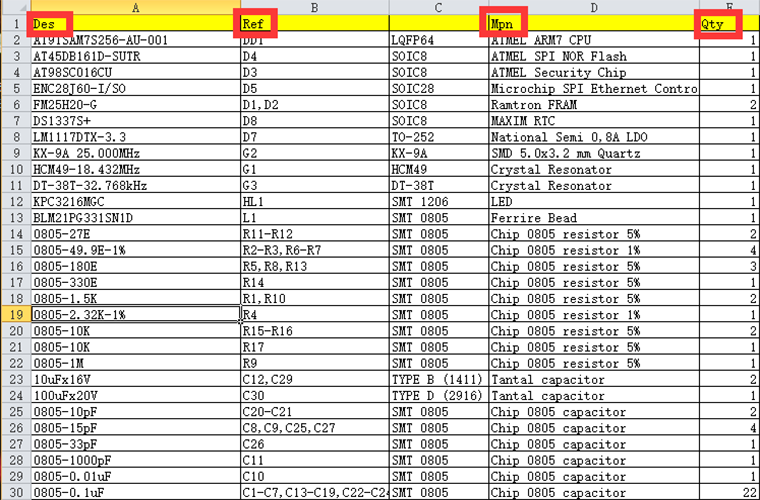 A B C D E
1 Des Ref Mpn Qty
2 AT91SAM7S256-AU-001 DD1 LQFP64 ATMEL ARM7 CPU 1
3 AT45DB161D-SUTR D4 SOIC8 ATMEL SPI NOR Flash 1
4 AT98SC016CU D3 SOIC8 ATMEL Security Chip 1
5 ENC28J60-I/SO D5 SOIC28 Microchip SPI Ethernet Contro 1
6 FM25H20-G D1,D2 SOIC8 Ramtron FRAM 2
7 DS1337S+ D8 SOIC8 MAXIM RTC 1
8 LM1117DTX-3.3 D7 TO-252 National Semi 0,8A LDO 1
9 KX-9A 25.000MHz G2 KX-9A SMD 5.0x3.2 mm Quartz 1
10 HCM49-18.432MHz G1 HCM49 Crystal Resonator 1
11 DT-38T-32.768kHz G3 DT-38T Crystal Resonator 1
12 KPC3216MGC HL1 SMT 1206 LED 1
13 BLM21PG331SN1D L1 SMT 0805 Ferrire Bead 1
14 0805-27E R11-R12 SMT 0805 Chip 0805 resistor 5% 2
15 0805-49.9E-1% R2-R3,R6-R7 SMT 0805 Chip 0805 resistor 1% 4
16 0805-180E R5,R8,R13 SMT 0805 Chip 0805 resistor 5% 3
17 0805-330E R14 SMT 0805 Chip 0805 resistor 5% 1
18 0805-1.5K R1,R10 SMT 0805 Chip 0805 resistor 5% 2
19 0805-2.32K-1% R4 SMT 0805 Chip 0805 resistor 1% 1
20 0805-10K R15-R16 SMT 0805 Chip 0805 resistor 5% 2
21 0805-10K R17 SMT 0805 Chip 0805 resistor 5% 1
22 0805-1M R9 SMT 0805 Chip 0805 resistor 5% 1
23 10uFx16V C12,C29 TYPE B (1411) Tantal capacitor 2
24 100uFx20V C30 TYPE D (2916) Tantal capacitor 1
25 0805-10pF C20-C21 SMT 0805 Chip 0805 capacitor 2
26 0805-15pF C8,C9,C25,C27 SMT 0805 Chip 0805 capacitor 4
27 0805-33pF C26 SMT 0805 Chip 0805 capacitor 1
28 0805-1000pF C11 SMT 0805 Chip 0805 capacitor 1
29 0805-0.01uF C10 SMT 0805 Chip 0805 capacitor 1
30 0805-0.1uF C1-C7,C13-C19,C22-C24 SMT 0805 Chip 0805 capacitor 22